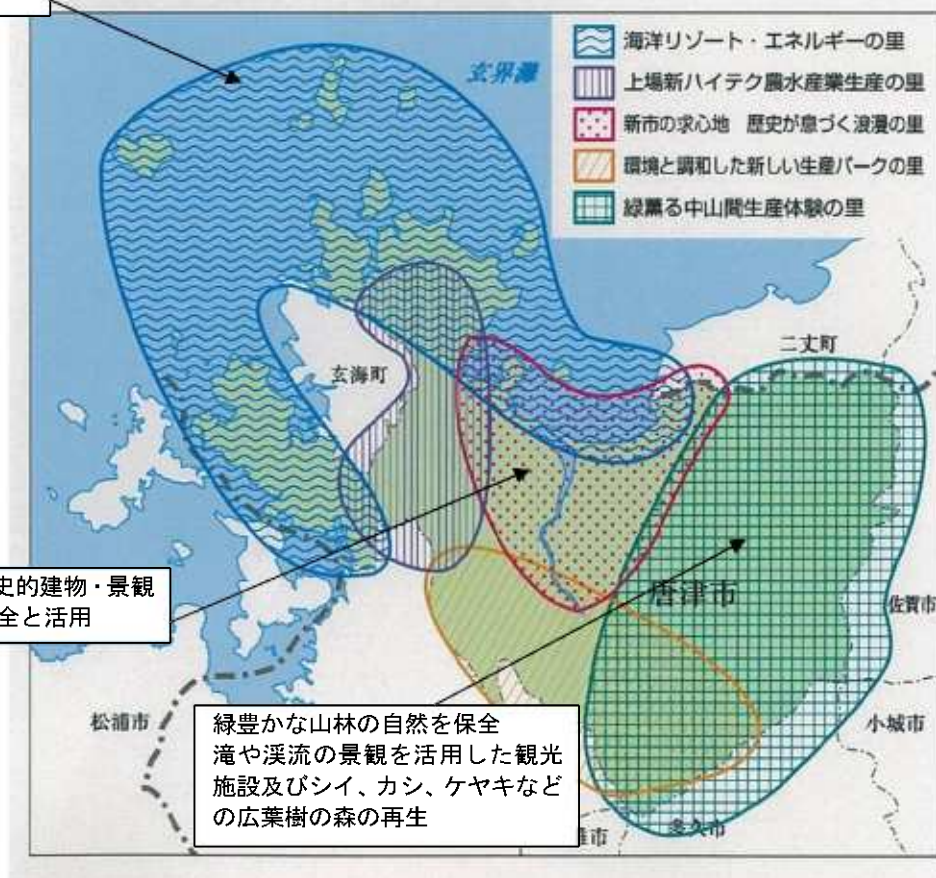 海洋リゾート・エネルギーの里
玄界灘
上場新ハイテク農水産業生産の里
新市の求心地 歴史が息づく浪漫の里
環境と調和した新しい生産パークの里
緑薫る中山間生産体験の里
二丈町
玄海町
史的建物・景観
全と活用
唐津市
佐賀市
松浦市
小城市
緑豊かな山林の自然を保全
滝や渓流の景観を活用した観光
施設及びシイ、カシ、ケヤキなど
の広葉樹の森の再生
市
多久市